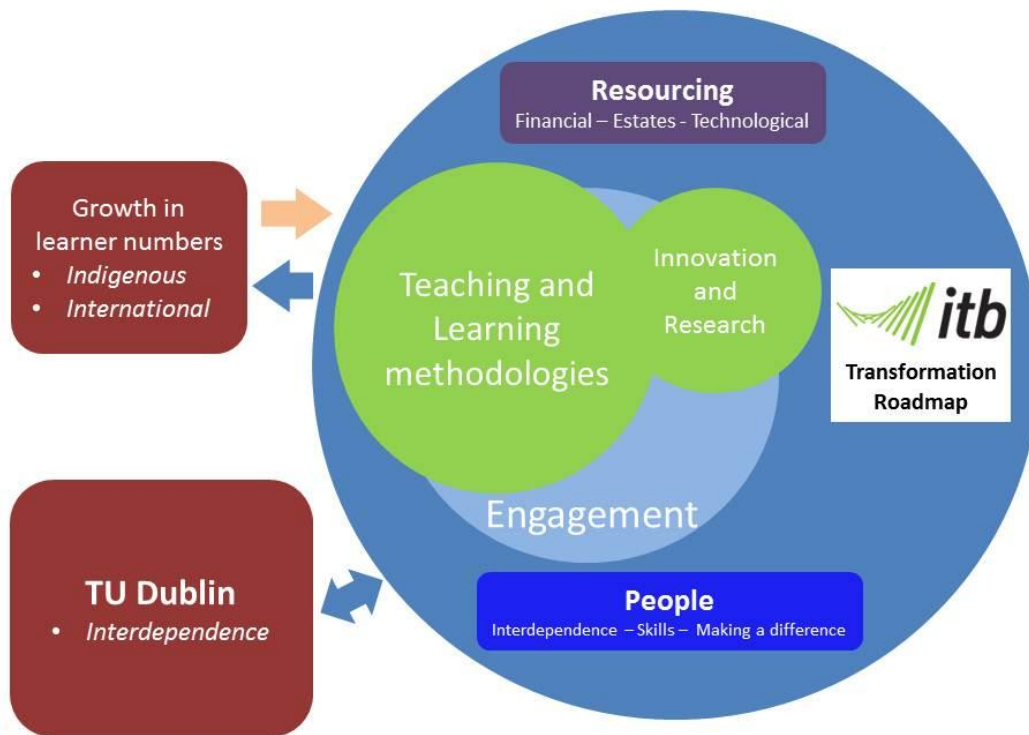 Resourcing
Financial – Estates - Technological
Growth in
learner numbers
• Indigenous
• International
Teaching and
Learning
methodologies
Innovation
and
Research
itb
Transformation
Roadmap
Engagement
TU Dublin
• Interdependence
People
Interdependence – Skills – Making a difference